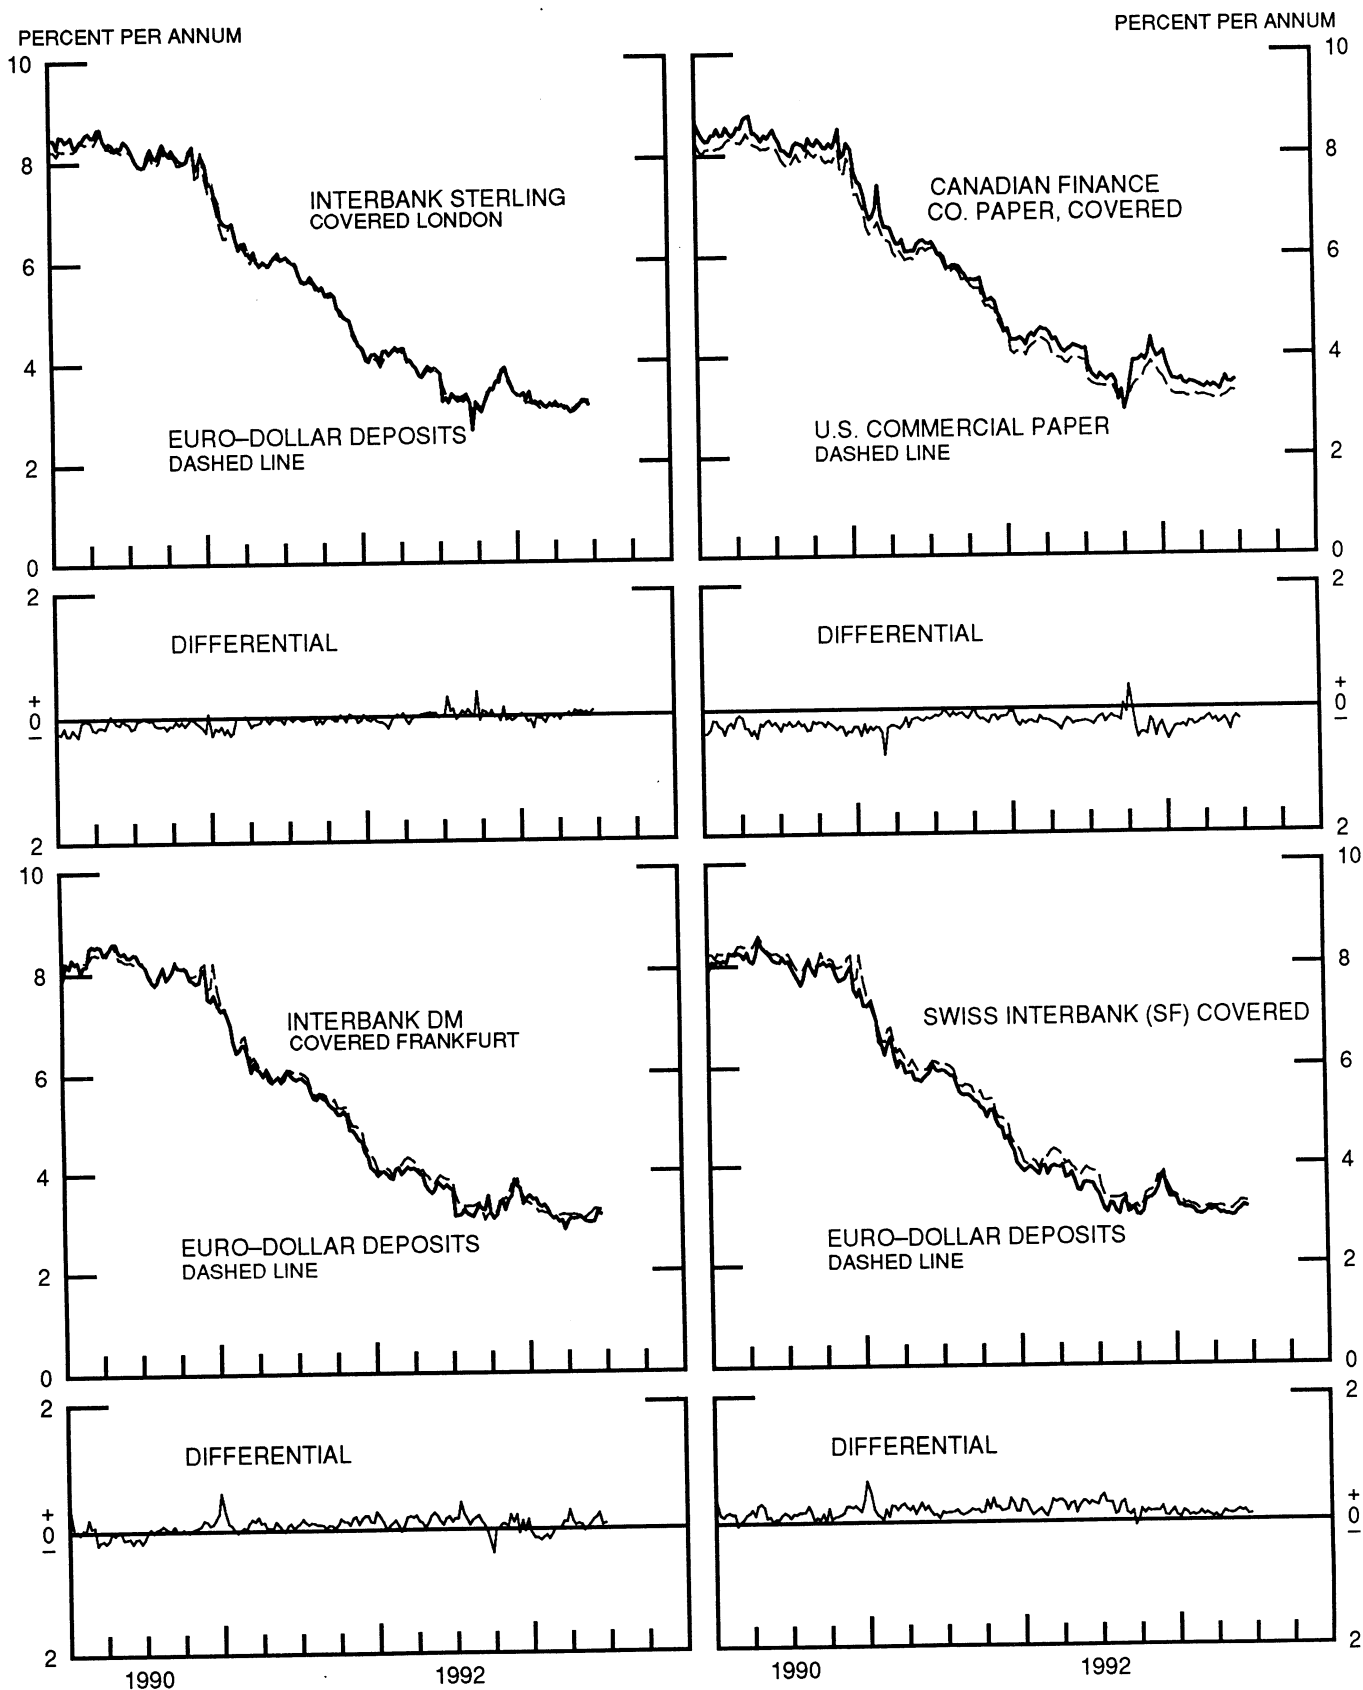 PERCENT PER ANNUM
PERCENT PER ANNUM
10
8
6
4
2
0
INTERBANK STERLING
COVERED LONDON
EURO–DOLLAR DEPOSITS
DASHED LINE
10
8
6
4
2
0
CANADIAN FINANCE
CO. PAPER, COVERED
U.S. COMMERCIAL PAPER
DASHED LINE
2
+
0
–
2
DIFFERENTIAL
2
+
0
–
2
DIFFERENTIAL
10
8
6
4
2
0
INTERBANK DM
COVERED FRANKFURT
EURO–DOLLAR DEPOSITS
DASHED LINE
10
8
6
4
2
0
SWISS INTERBANK (SF) COVERED
EURO–DOLLAR DEPOSITS
DASHED LINE
2
+
0
–
2
DIFFERENTIAL
1990
1992
2
+
0
–
2
DIFFERENTIAL
1990
1992